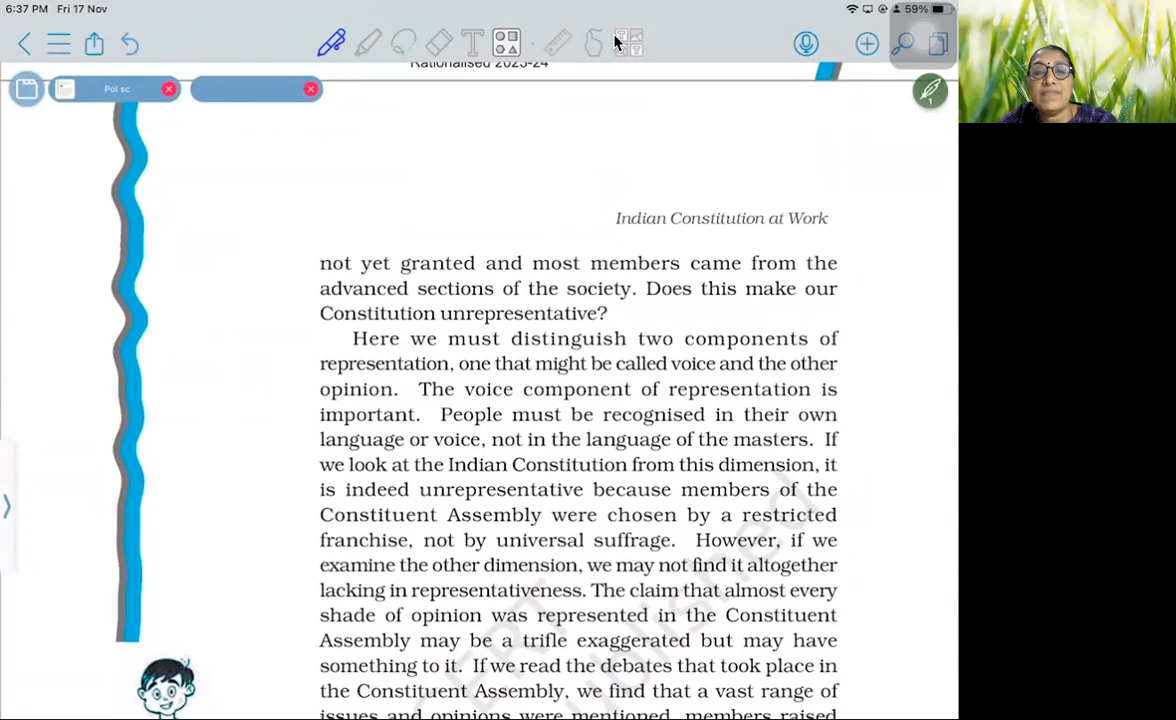 6:37 PM Fri 17 Nov
59%
T
Rationalised 2023-24
Pol sc
1
Indian Constitution at Work
not yet granted and most members came from the
advanced sections of the society. Does this make our
Constitution unrepresentative?
Here we must distinguish two components of
representation, one that might be called voice and the other
opinion. The voice component of representation is
important. People must be recognised in their own
language or voice, not in the language of the masters. If
we look at the Indian Constitution from this dimension, it
is indeed unrepresentative because members of the
Constituent Assembly were chosen by a restricted
franchise, not by universal suffrage. However, if we
examine the other dimension, we may not find it altogether
lacking in representativeness. The claim that almost every
shade of opinion was represented in the Constituent
Assembly may be a trifle exaggerated but may have
something to it. If we read the debates that took place in
the Constituent Assembly, we find that a vast range of
issues and opinions were mentioned, members raised